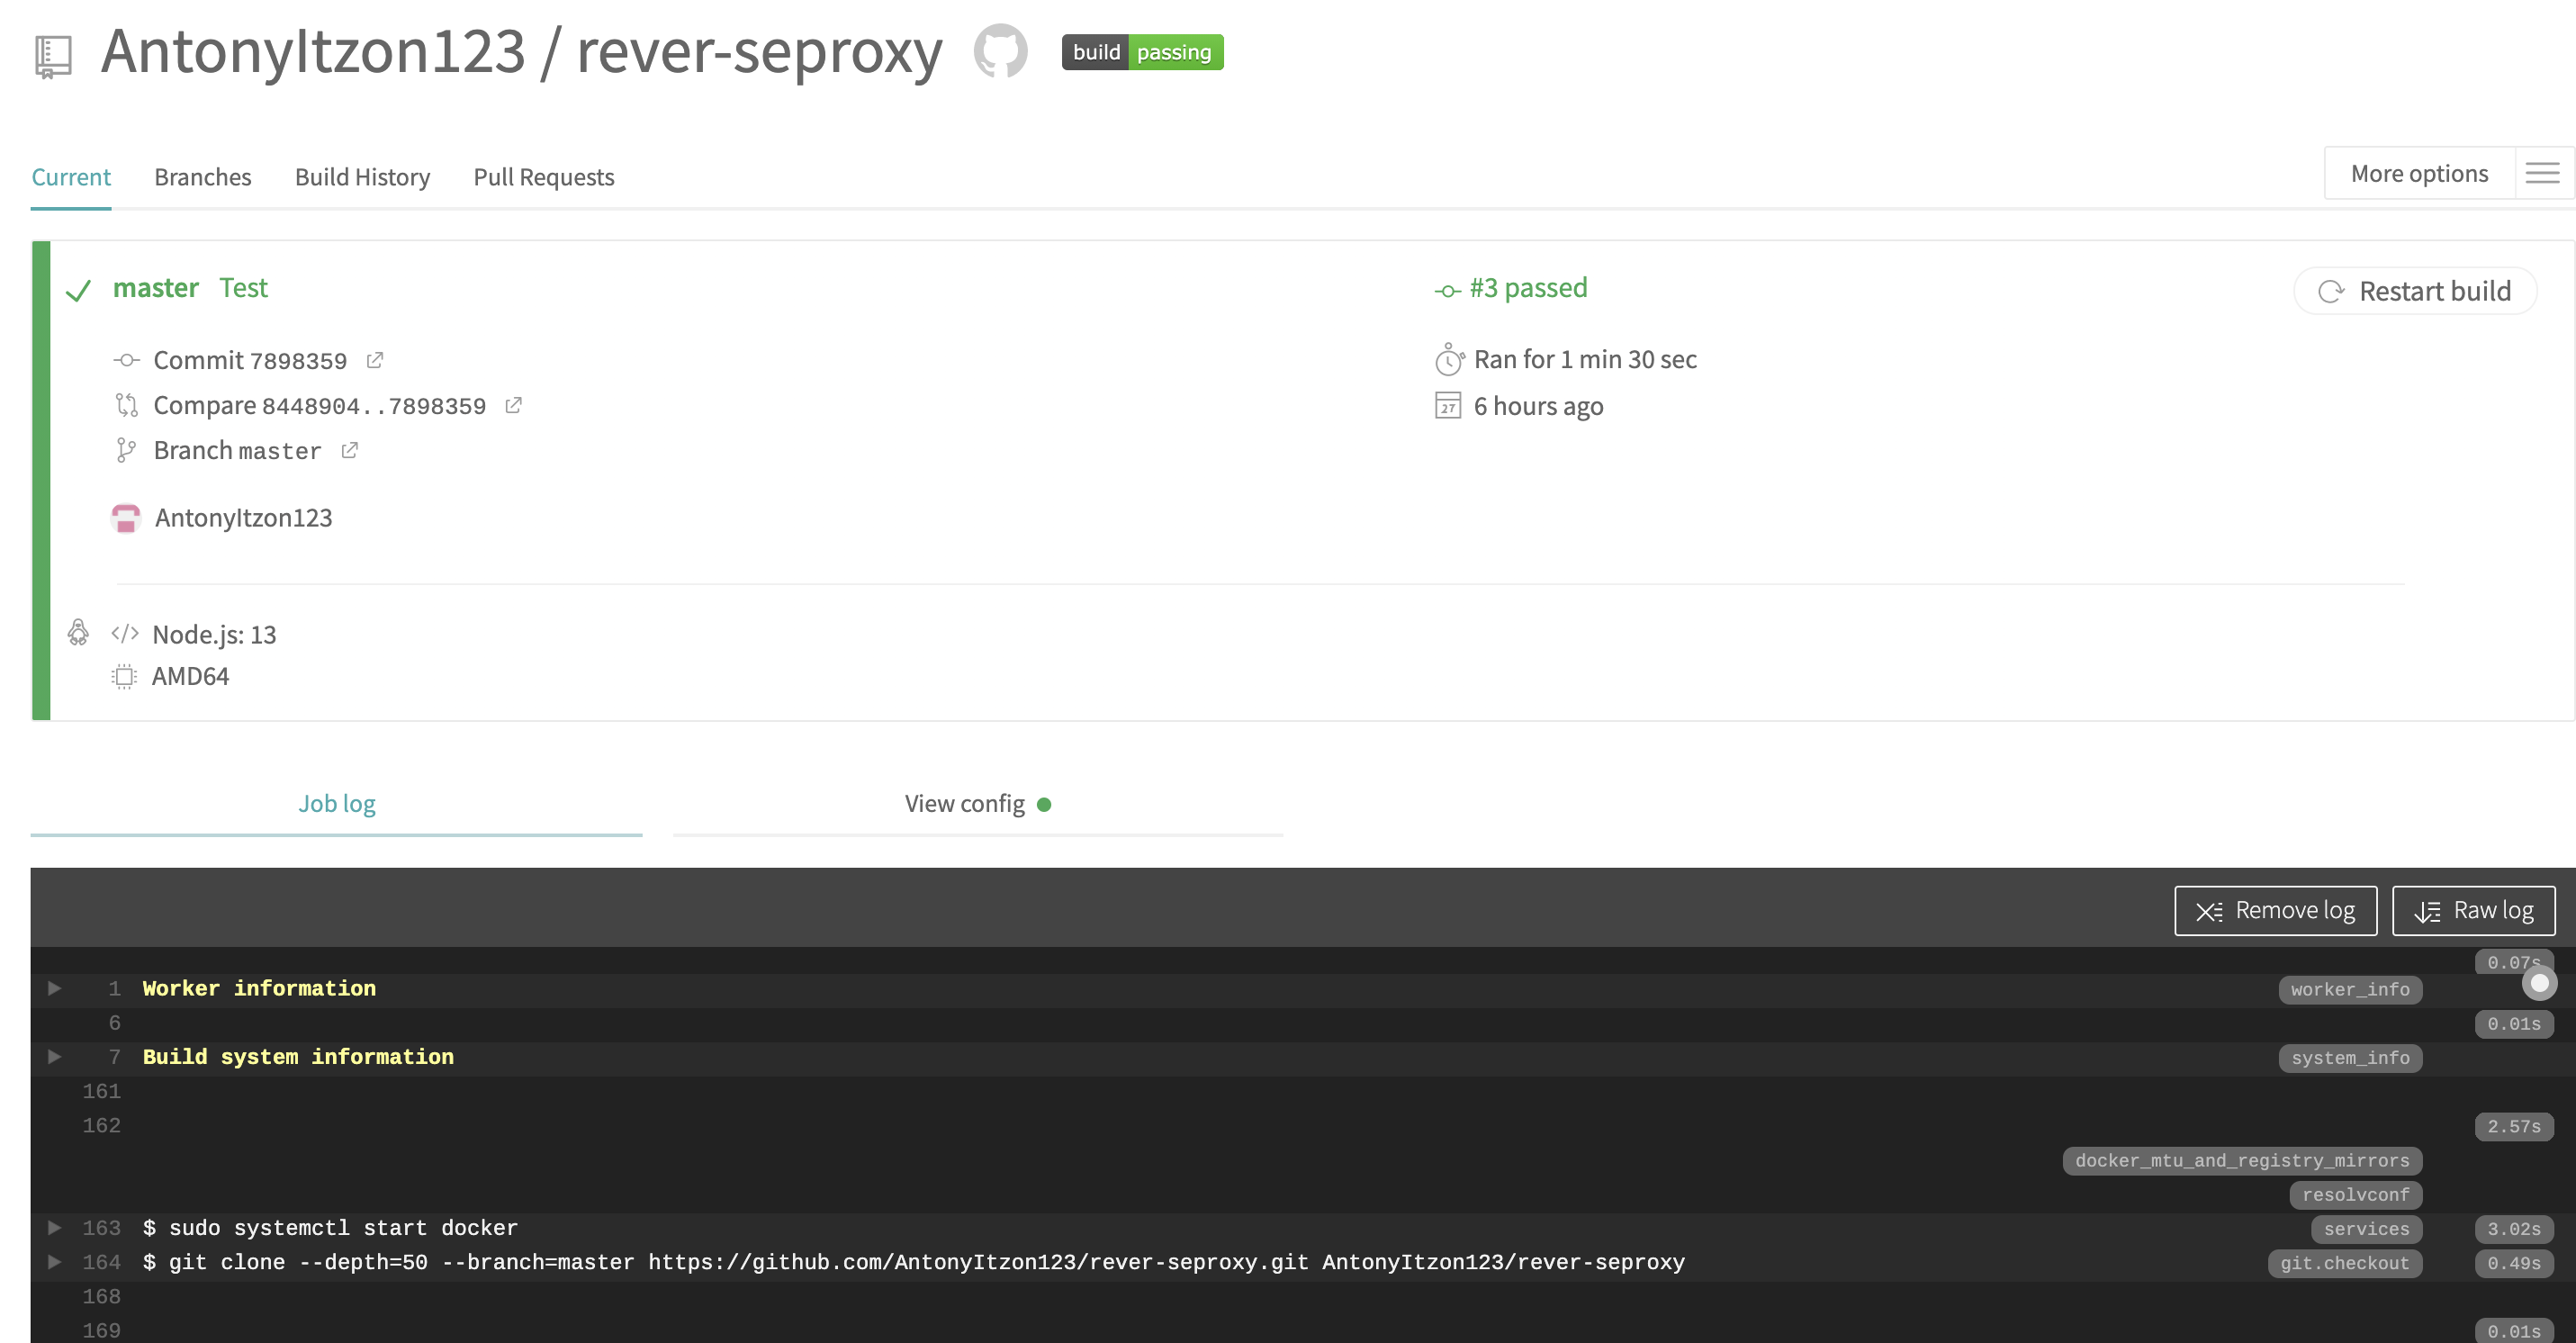 AntonyItzon123 / rever-seproxy build passing
Current Branches Build History Pull Requests More options
master Test #3 passed Restart build
Commit 7898359 Ran for 1 min 30 sec
Compare 8448904..7898359 27 6 hours ago
Branch master
AntonyItzon123
</> Node.js: 13
AMD64
Job log View config
Remove log Raw log
0.07s
1 Worker information worker_info
6 0.01s
7 Build system information system_info
161
162 2.57s
docker_mtu_and_registry_mirrors
resolvconf
163 $ sudo systemctl start docker services 3.02s
164 $ git clone --depth=50 --branch=master https://github.com/AntonyItzon123/rever-seproxy.git AntonyItzon123/rever-seproxy git.checkout 0.49s
168
169 0.01s